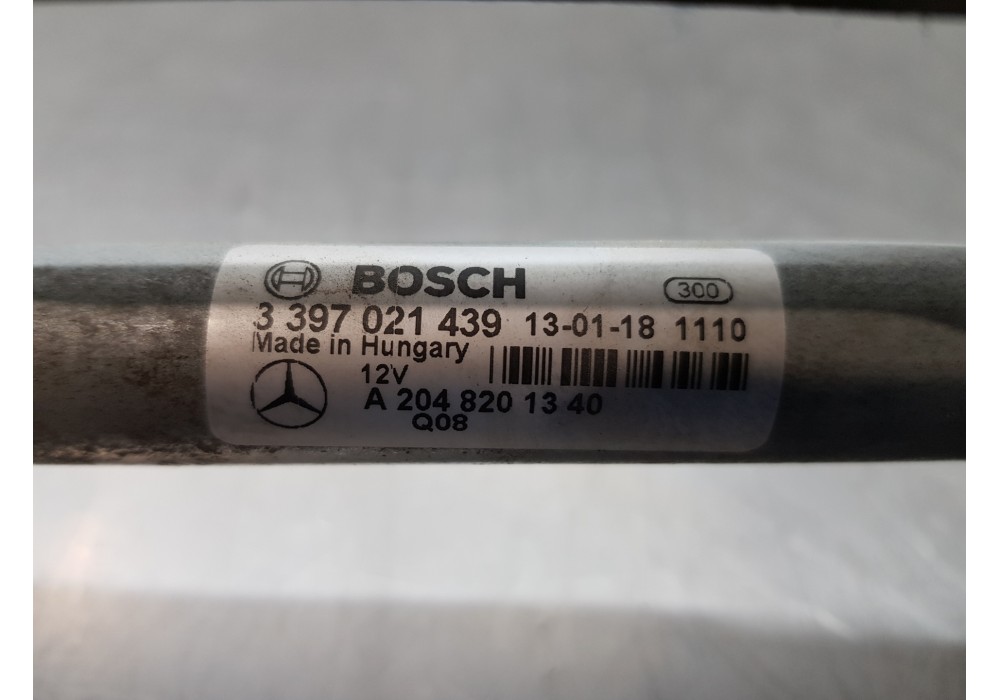 BOSCH
300
3 397 021 439 13-01-18 1110
Made in Hungary
12V
A 204 820 13 40
Q08